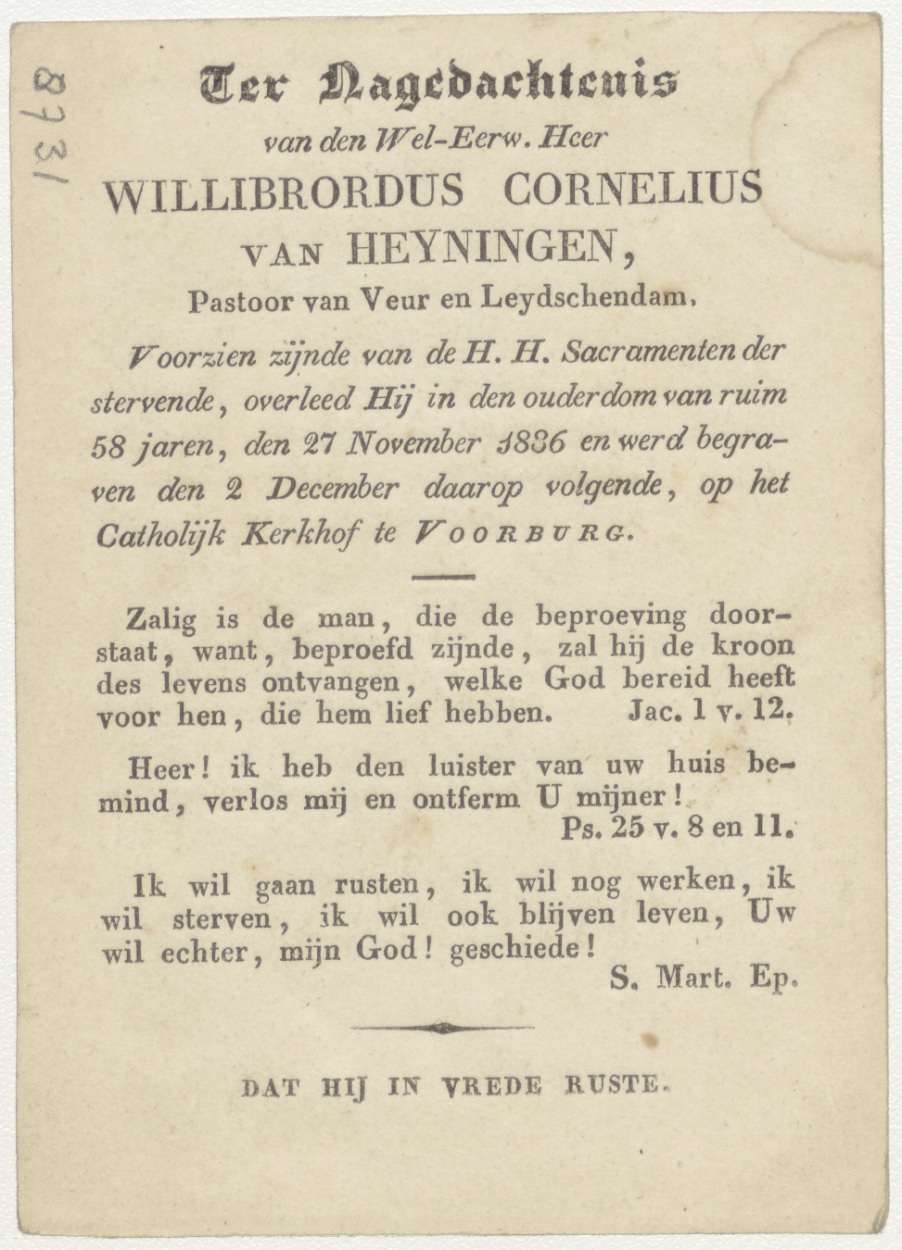 8731
Ter Nagedachtenis
van den Wel-Eerw. Heer
WILLIBRORDUS CORNELIUS
VAN HEYNINGEN,
Pastoor van Veur en Leydschendam.
Voorzien zijnde van de H. H. Sacramenten der
stervende, overleed Hij in den ouderdom van ruim
58 jaren, den 27 November 1836 en werd begra-
ven den 2 December daarop volgende, op het
Catholijk Kerkhof te VOORBURG.
Zalig is de man, die de beproeving door-
staat, want, beproefd zijnde, zal hij de kroon
des levens ontvangen, welke God bereid heeft
voor hen, die hem lief hebben. Jac. 1 v. 12.
Heer! ik heb den luister van uw huis be-
mind, verlos mij en ontferm U mijner!
Ps. 25 v. 8 en 11.
Ik wil gaan rusten, ik wil nog werken, ik
wil sterven, ik wil ook blijven leven, Uw
wil echter, mijn God! geschiede!
S. Mart. Ep.
DAT HIJ IN VREDE RUSTE.